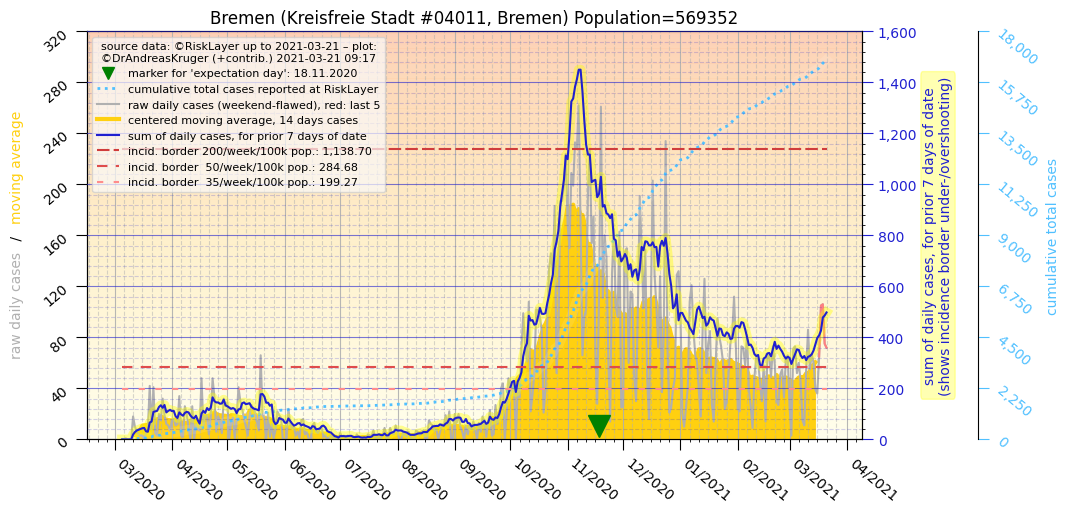 Bremen (Kreisfreie Stadt #04011, Bremen) Population=569352
source data: ©RiskLayer up to 2021-03-21 – plot:
©DrAndreasKruger (+contrib.) 2021-03-21 09:17
marker for 'expectation day': 18.11.2020
cumulative total cases reported at RiskLayer
raw daily cases (weekend-flawed), red: last 5
centered moving average, 14 days cases
sum of daily cases, for prior 7 days of date
incid. border 200/week/100k pop.: 1,138.70
incid. border  50/week/100k pop.: 284.68
incid. border  35/week/100k pop.: 199.27
raw daily cases / moving average
320
280
240
200
160
120
80
40
0
03/2020
04/2020
05/2020
06/2020
07/2020
08/2020
09/2020
10/2020
11/2020
12/2020
01/2021
02/2021
03/2021
04/2021
1,600
1,400
1,200
1,000
800
600
400
200
0
sum of daily cases, for prior 7 days of date
(shows incidence border under-/overshooting)
18,000
15,750
13,500
11,250
9,000
6,750
4,500
2,250
0
cumulative total cases